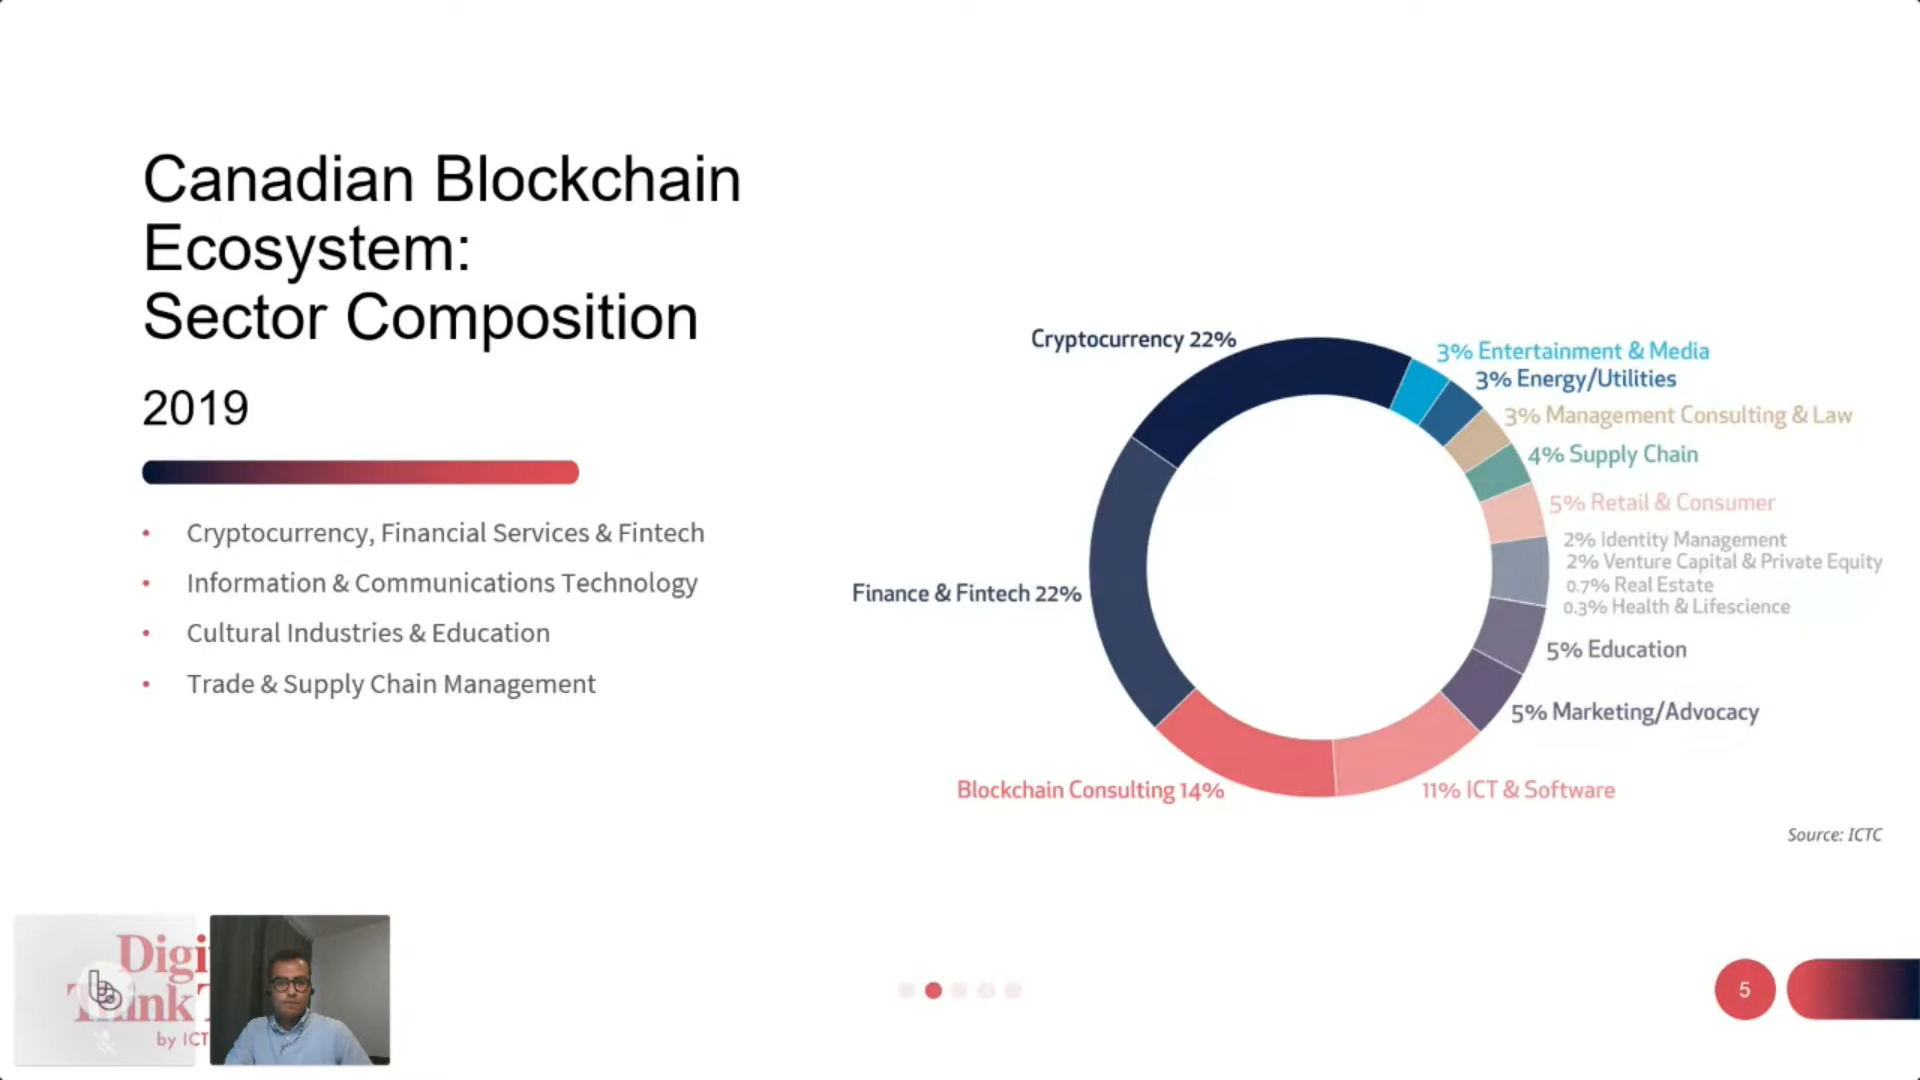 Canadian Blockchain
Ecosystem:
Sector Composition
2019
• Cryptocurrency, Financial Services & Fintech
• Information & Communications Technology
• Cultural Industries & Education
• Trade & Supply Chain Management
Cryptocurrency 22%
3% Entertainment & Media
3% Energy/Utilities
3% Management Consulting & Law
4% Supply Chain
5% Retail & Consumer
2% Identity Management
2% Venture Capital & Private Equity
0.7% Real Estate
0.3% Health & Lifescience
Finance & Fintech 22%
5% Education
5% Marketing/Advocacy
Blockchain Consulting 14%
11% ICT & Software
Source: ICTC
Digi
Think
by ICT
5